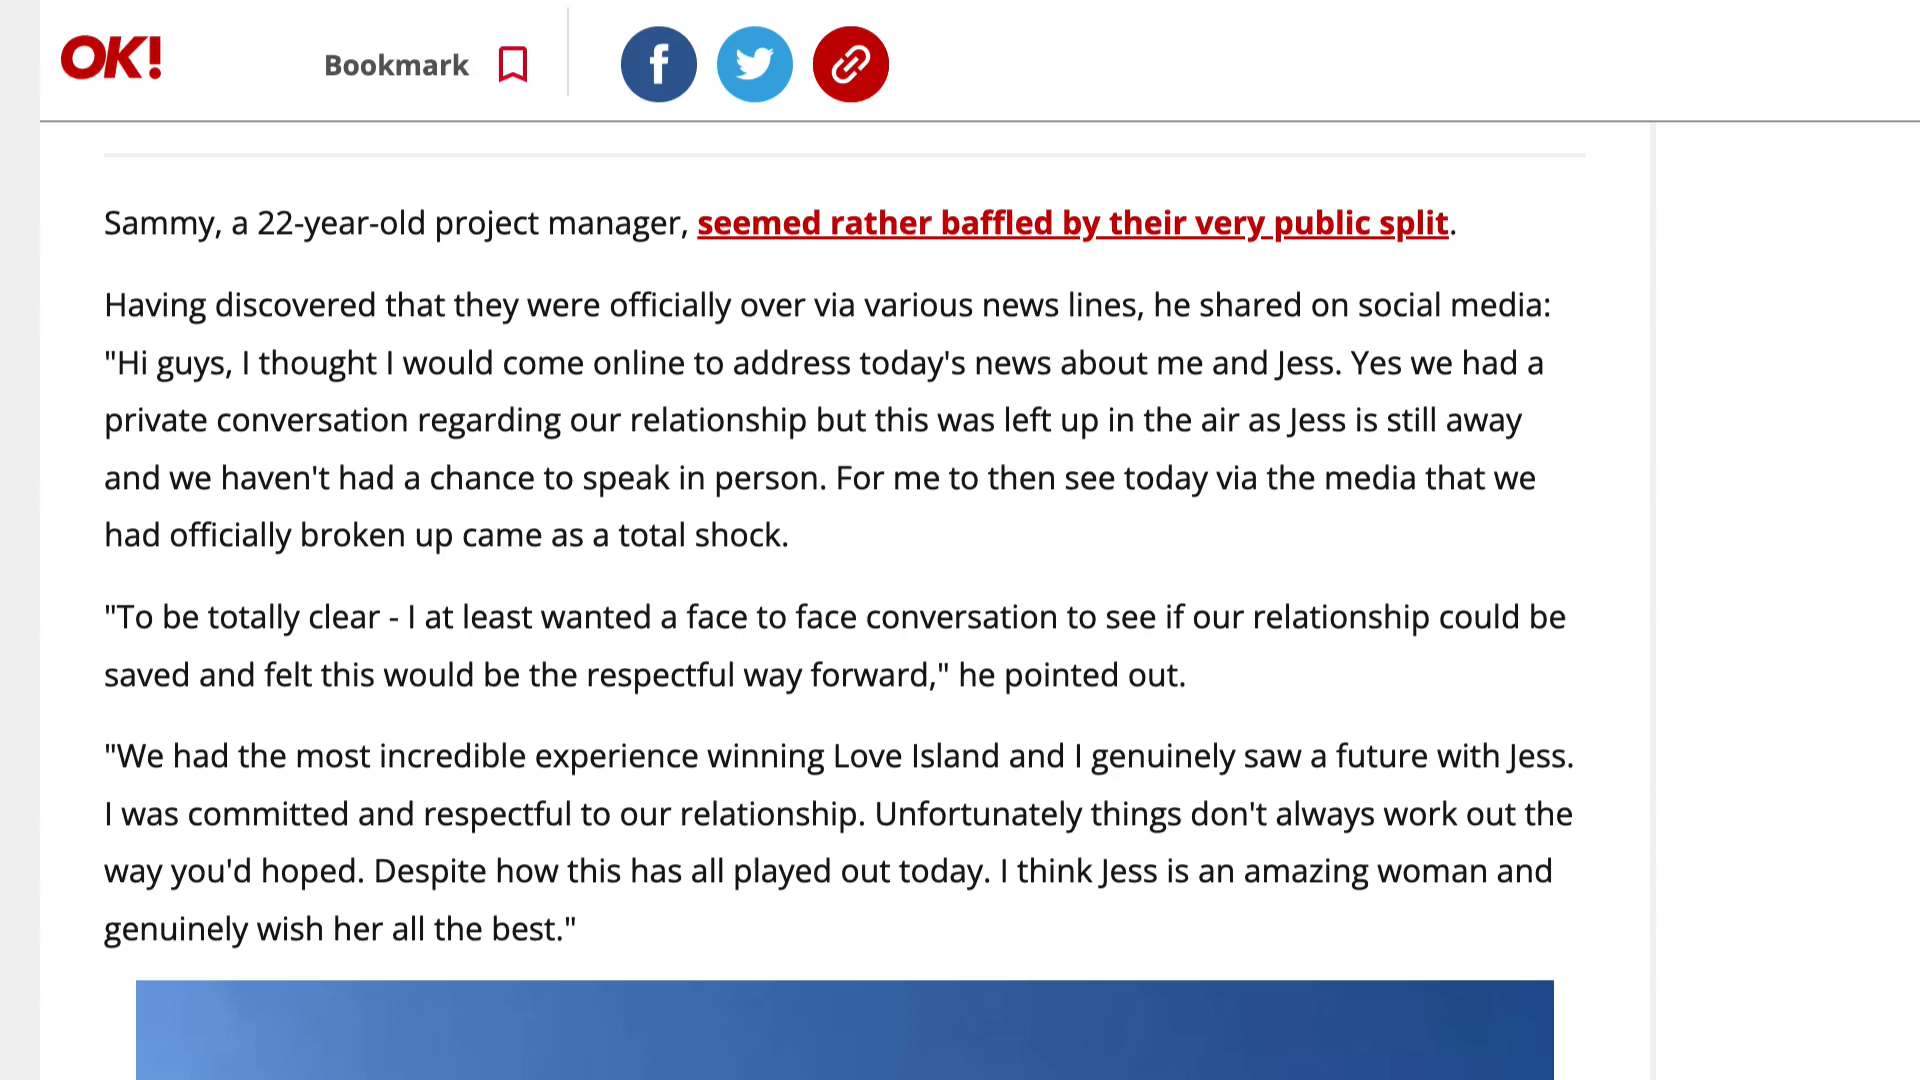 OK!
Bookmark
Sammy, a 22-year-old project manager, seemed rather baffled by their very public split.
Having discovered that they were officially over via various news lines, he shared on social media:
"Hi guys, I thought I would come online to address today's news about me and Jess. Yes we had a
private conversation regarding our relationship but this was left up in the air as Jess is still away
and we haven't had a chance to speak in person. For me to then see today via the media that we
had officially broken up came as a total shock.
"To be totally clear - I at least wanted a face to face conversation to see if our relationship could be
saved and felt this would be the respectful way forward," he pointed out.
"We had the most incredible experience winning Love Island and I genuinely saw a future with Jess.
I was committed and respectful to our relationship. Unfortunately things don't always work out the
way you'd hoped. Despite how this has all played out today. I think Jess is an amazing woman and
genuinely wish her all the best."